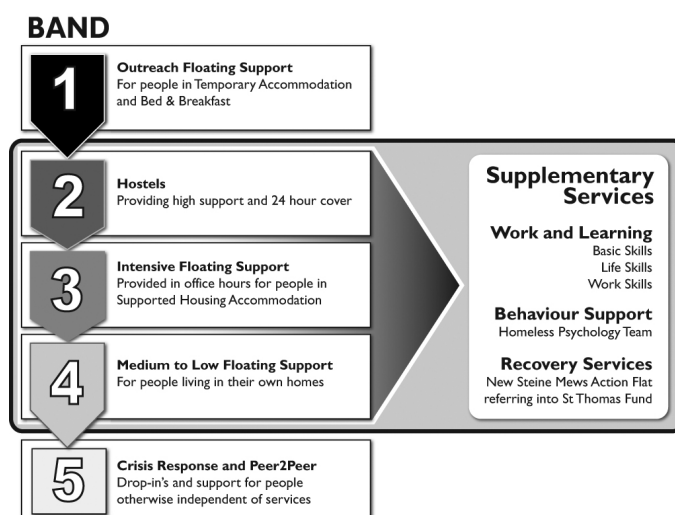 BAND
1
Outreach Floating Support
For people in Temporary Accommodation
and Bed & Breakfast
2
Hostels
Providing high support and 24 hour cover
3
Intensive Floating Support
Provided in office hours for people in
Supported Housing Accommodation
4
Medium to Low Floating Support
For people living in their own homes
5
Crisis Response and Peer2Peer
Drop-in's and support for people
otherwise independent of services
Supplementary
Services
Work and Learning
Basic Skills
Life Skills
Work Skills
Behaviour Support
Homeless Psychology Team
Recovery Services
New Steine Mews Action Flat
referring into St Thomas Fund